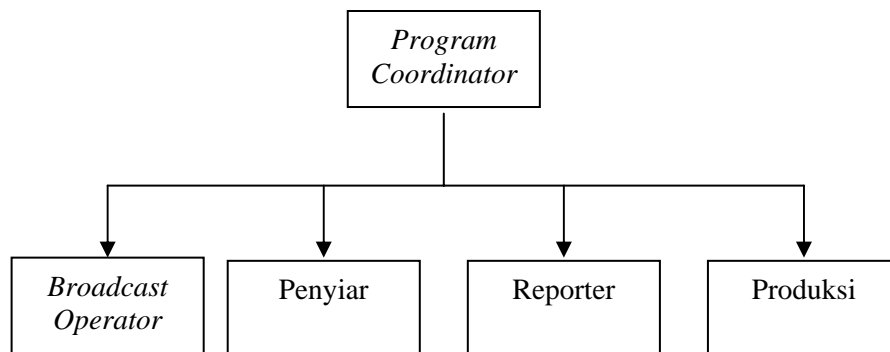 Program
Coordinator
Broadcast
Operator
Penyiar
Reporter
Produksi